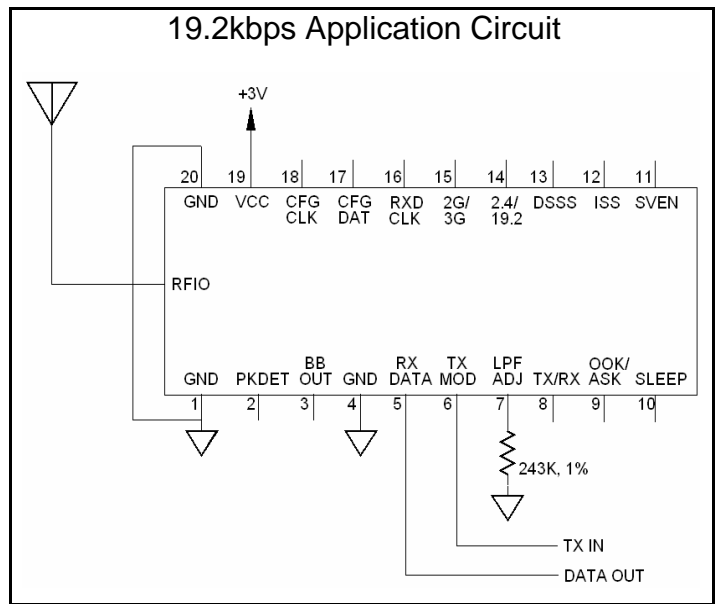 19.2kbps Application Circuit
+3V
20 19 18 17 16 15 14 13 12 11
GND VCC CFG CFG RXD 2G/ 2.4/ DSSS ISS SVEN
CLK DAT CLK 3G 19.2
RFIO
BB RX TX LPF OOK/
GND PKDET OUT GND DATA MOD ADJ TX/RX ASK SLEEP
1 2 3 4 5 6 7 8 9 10
243K, 1%
TX IN
DATA OUT